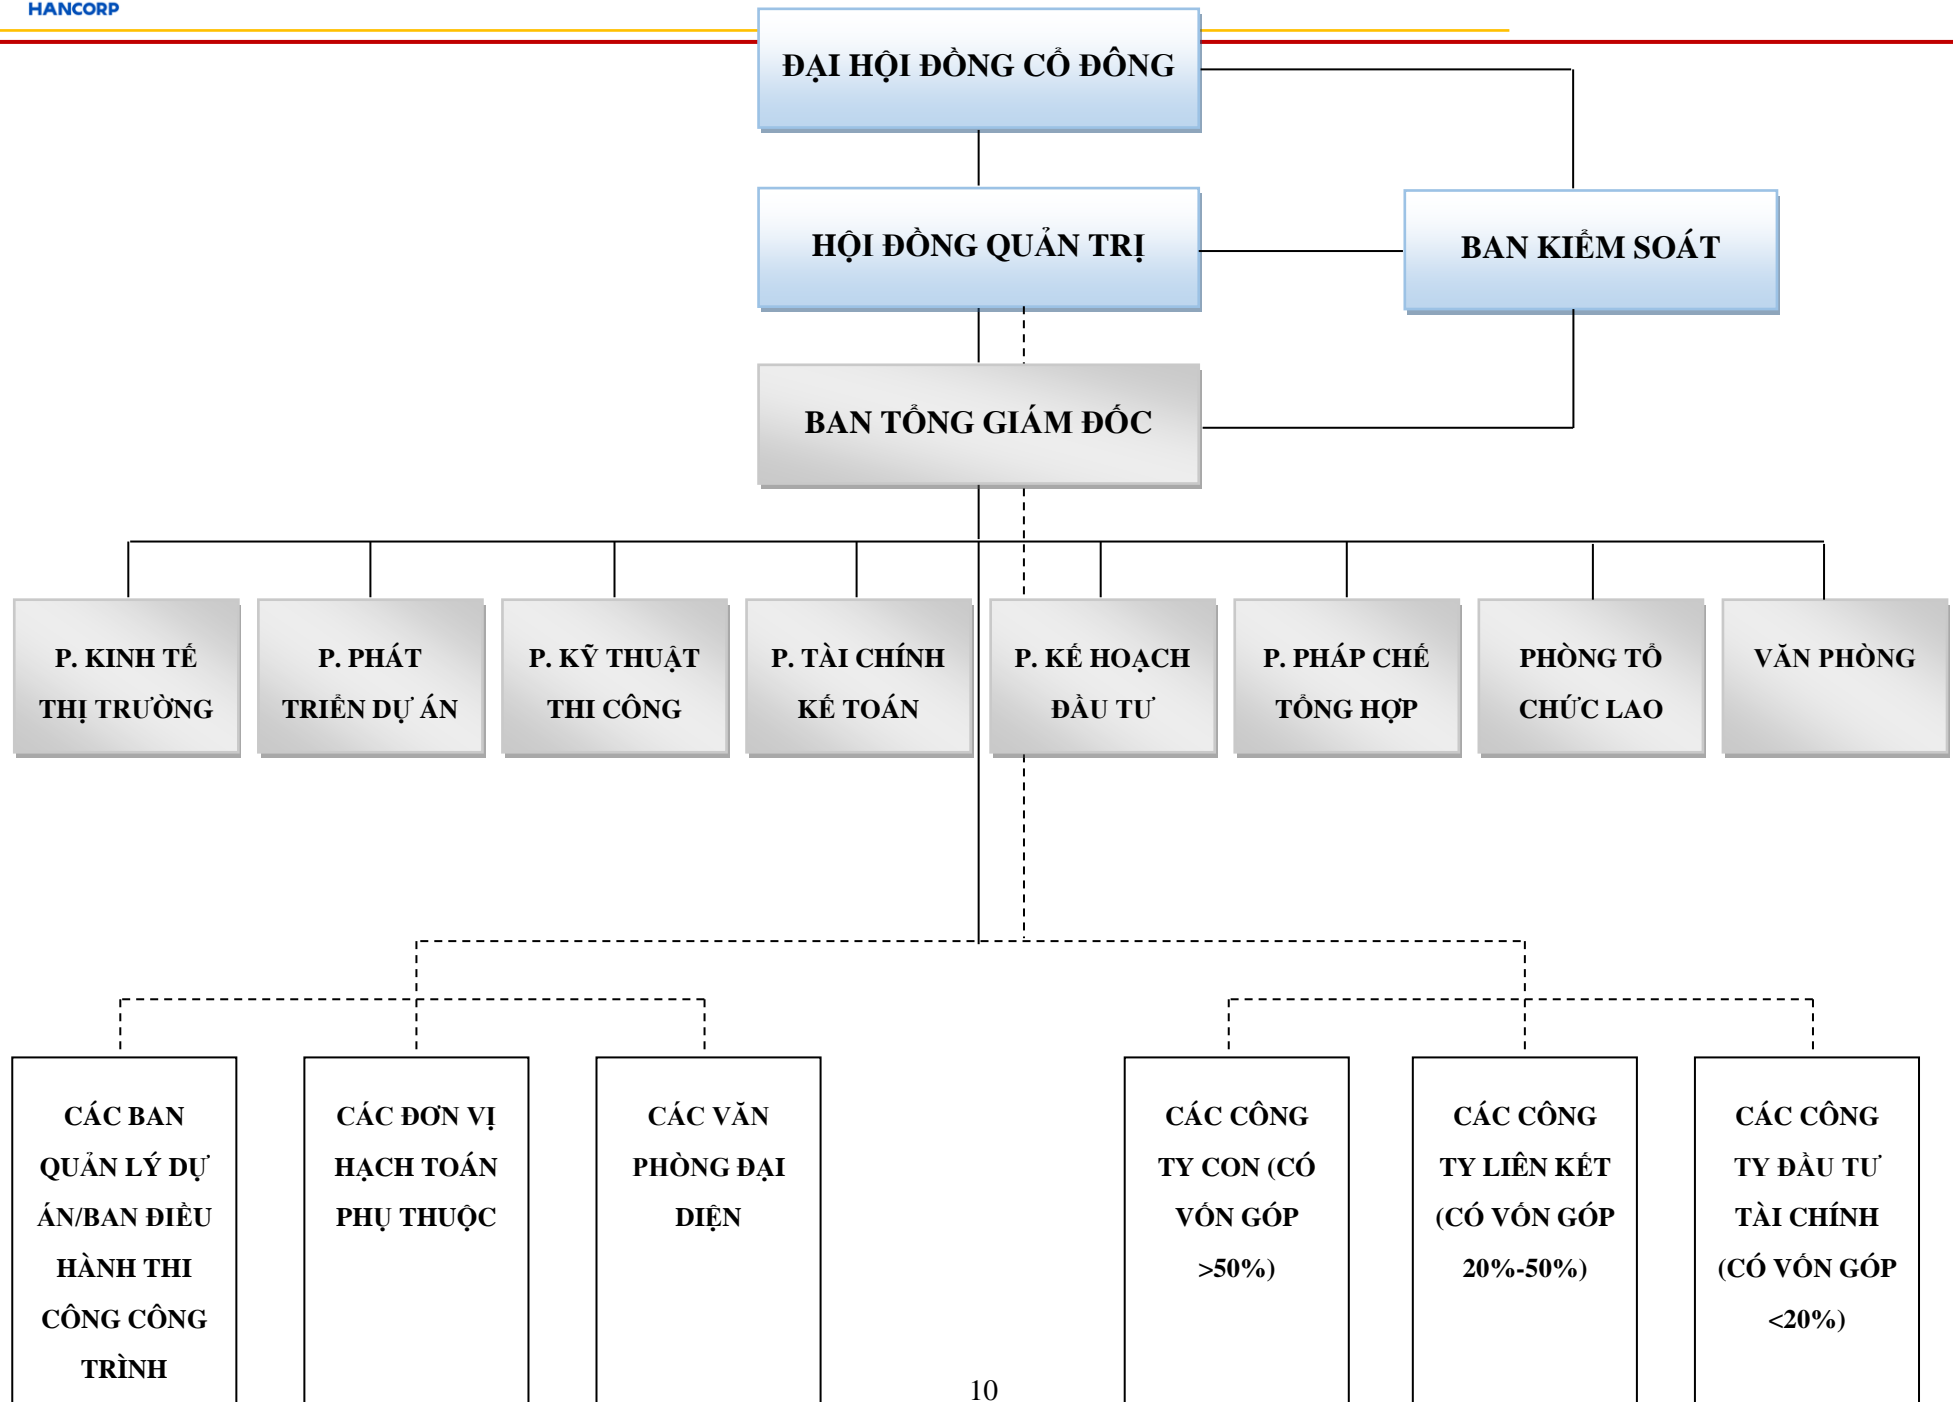 HANCORP
ĐẠI HỘI ĐỒNG CỔ ĐÔNG
HỘI ĐỒNG QUẢN TRỊ
BAN KIỂM SOÁT
BAN TỔNG GIÁM ĐỐC
P. KINH TẾ
THỊ TRƯỜNG
P. PHÁT
TRIỂN DỰ ÁN
P. KỸ THUẬT
THI CÔNG
P. TÀI CHÍNH
KẾ TOÁN
P. KẾ HOẠCH
ĐẦU TƯ
P. PHÁP CHẾ
TỔNG HỢP
PHÒNG TỔ
CHỨC LAO
VĂN PHÒNG
CÁC BAN
QUẢN LÝ DỰ
ÁN/BAN ĐIỀU
HÀNH THI
CÔNG CÔNG
TRÌNH
CÁC ĐƠN VỊ
HẠCH TOÁN
PHỤ THUỘC
CÁC VĂN
PHÒNG ĐẠI
DIỆN
CÁC CÔNG
TY CON (CÓ
VỐN GÓP
>50%)
CÁC CÔNG
TY LIÊN KẾT
(CÓ VỐN GÓP
20%-50%)
CÁC CÔNG
TY ĐẦU TƯ
TÀI CHÍNH
(CÓ VỐN GÓP
<20%)
10